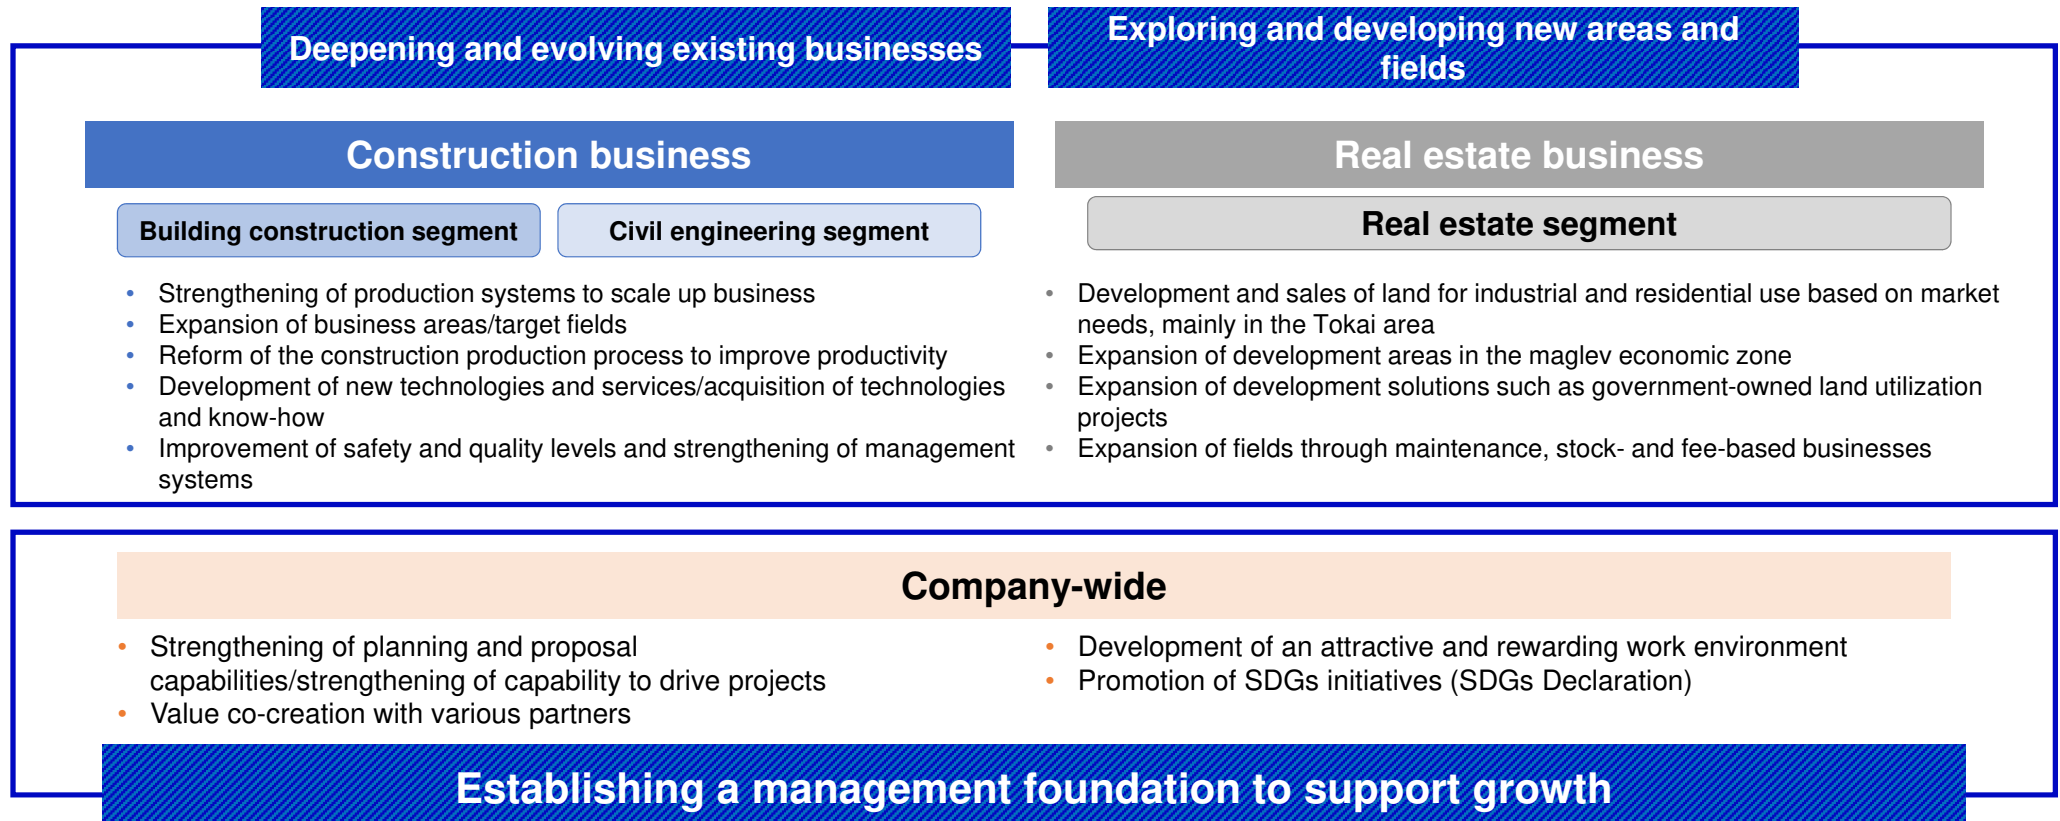 Deepening and evolving existing businesses
Exploring and developing new areas and
fields
Construction business
Building construction segment
Civil engineering segment
• Strengthening of production systems to scale up business
• Expansion of business areas/target fields
• Reform of the construction production process to improve productivity
• Development of new technologies and services/acquisition of technologies
and know-how
• Improvement of safety and quality levels and strengthening of management
systems
Real estate business
Real estate segment
• Development and sales of land for industrial and residential use based on market
needs, mainly in the Tokai area
• Expansion of development areas in the maglev economic zone
• Expansion of development solutions such as government-owned land utilization
projects
• Expansion of fields through maintenance, stock- and fee-based businesses
Company-wide
• Strengthening of planning and proposal
capabilities/strengthening of capability to drive projects
• Value co-creation with various partners
• Development of an attractive and rewarding work environment
• Promotion of SDGs initiatives (SDGs Declaration)
Establishing a management foundation to support growth